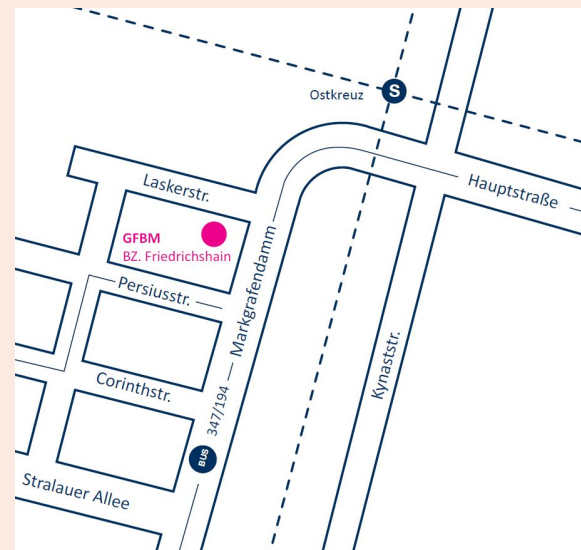 S
Ostkreuz
Laskerstr.
Hauptstraße
GFBM
BZ. Friedrichshain
Persiusstr.
Markgrafendamm
347/194
Kynaststr.
Corinthstr.
BUS
Stralauer Allee